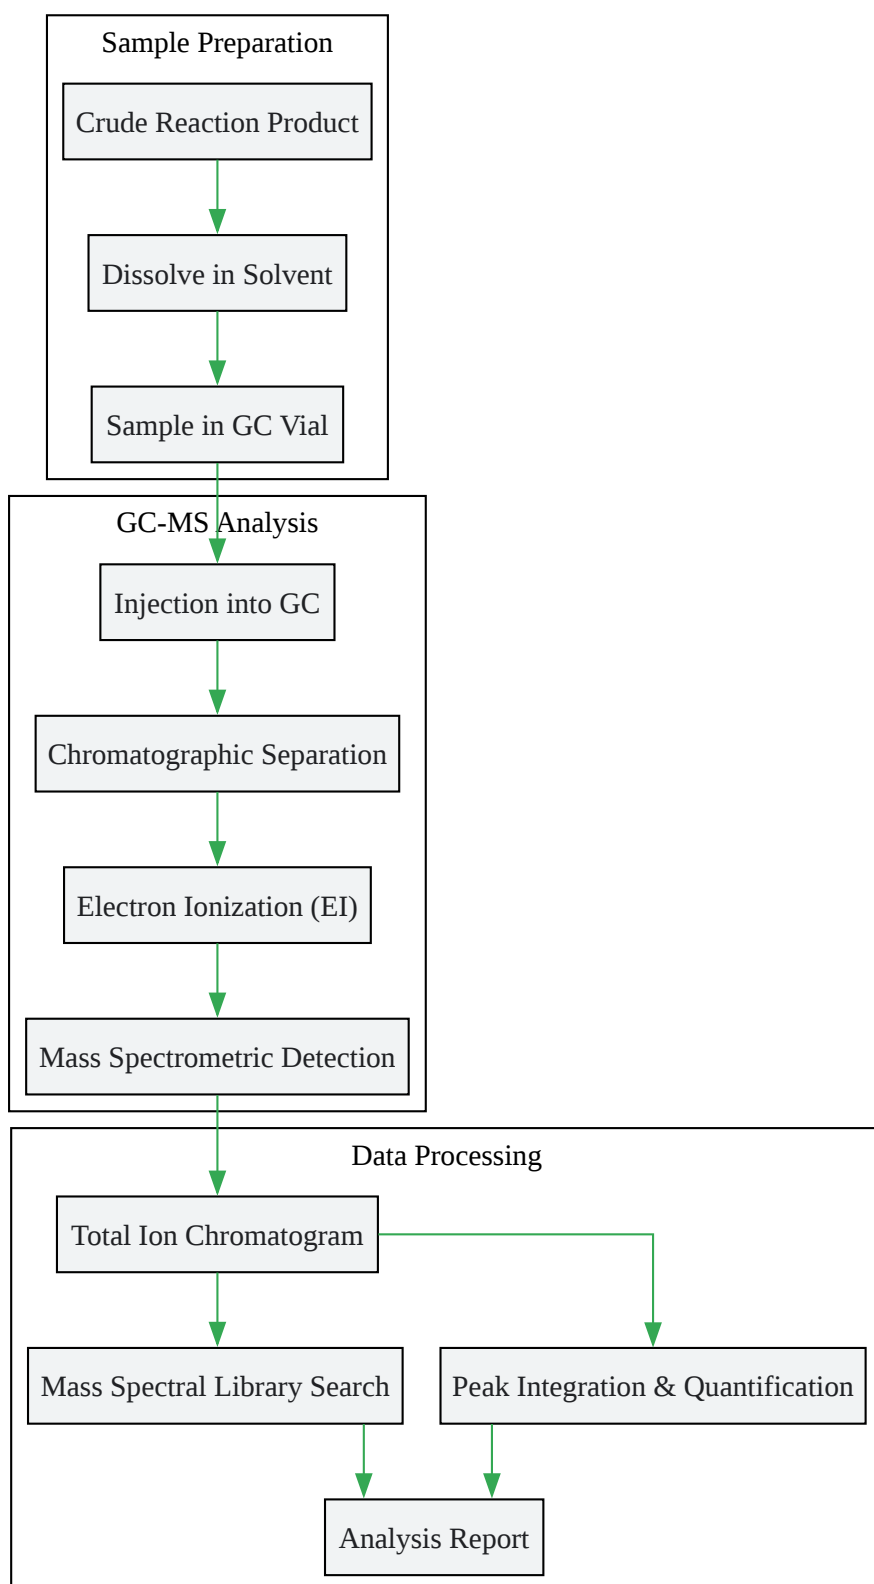 Sample Preparation
Crude Reaction Product
Dissolve in Solvent
Sample in GC Vial
GC-MS Analysis
Injection into GC
Chromatographic Separation
Electron Ionization (EI)
Mass Spectrometric Detection
Data Processing
Total Ion Chromatogram
Mass Spectral Library Search
Peak Integration & Quantification
Analysis Report